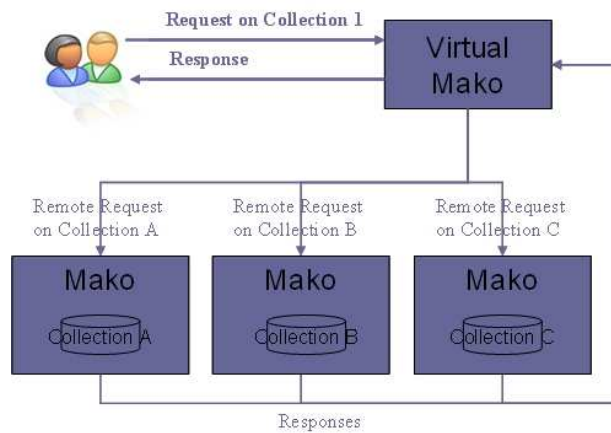 Request on Collection 1
Response
Virtual
Mako
Remote Request
on Collection A
Remote Request
on Collection B
Remote Request
on Collection C
Mako
Collection A
Mako
Collection B
Mako
Collection C
Responses